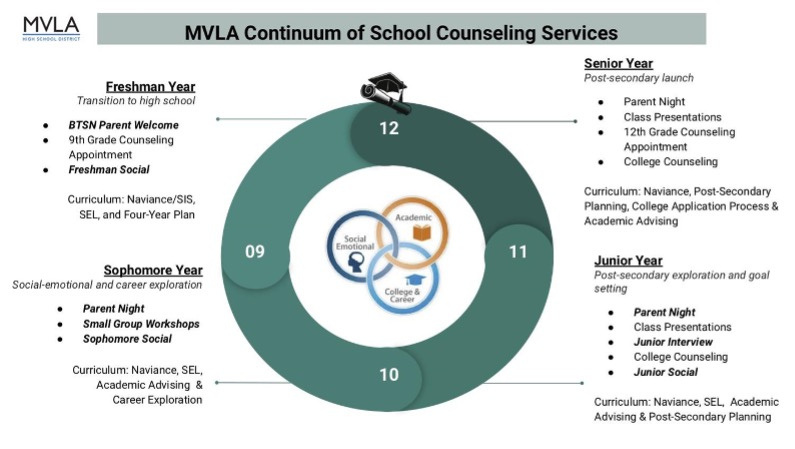 MVLA
HIGH SCHOOL DISTRICT
MVLA Continuum of School Counseling Services
Freshman Year
Transition to high school
● BTSN Parent Welcome
● 9th Grade Counseling
Appointment
● Freshman Social
Curriculum: Naviance/SIS,
SEL, and Four-Year Plan
Sophomore Year
Social-emotional and career exploration
● Parent Night
● Small Group Workshops
● Sophomore Social
Curriculum: Naviance, SEL,
Academic Advising &
Career Exploration
12
09
11
10
Academic
Social
Emotional
College &
Career
Senior Year
Post-secondary launch
● Parent Night
● Class Presentations
● 12th Grade Counseling
Appointment
● College Counseling
Curriculum: Naviance, Post-Secondary
Planning, College Application Process &
Academic Advising
Junior Year
Post-secondary exploration and goal
setting
● Parent Night
● Class Presentations
● Junior Interview
● College Counseling
● Junior Social
Curriculum: Naviance, SEL, Academic
Advising & Post-Secondary Planning